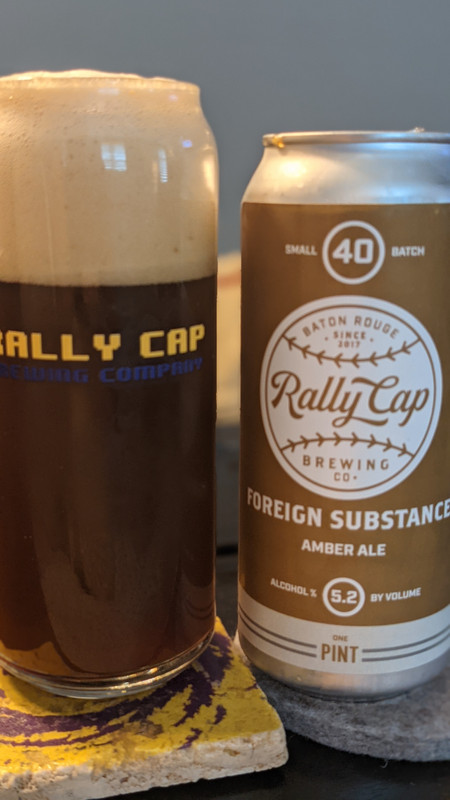 RALLY CAP
BREWING COMPANY
SMALL 40 BATCH
BATON ROUGE
SINCE
2017
Rally Cap
BREWING
CO
FOREIGN SUBSTANCE
AMBER ALE
ALCOHOL % 5.2 BY VOLUME
ONE
PINT